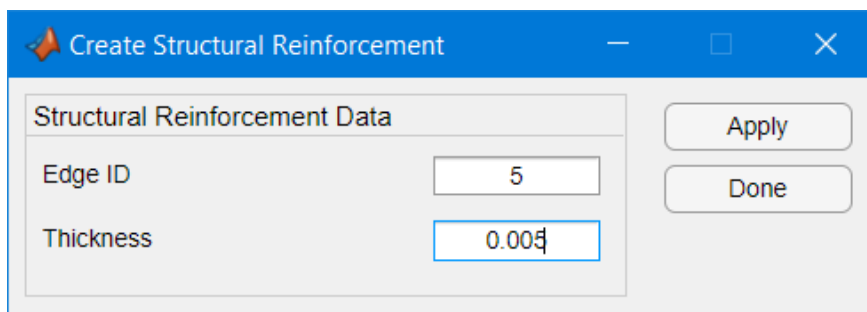 Create Structural Reinforcement
Structural Reinforcement Data
Apply
Edge ID 5
Done
Thickness 0.005